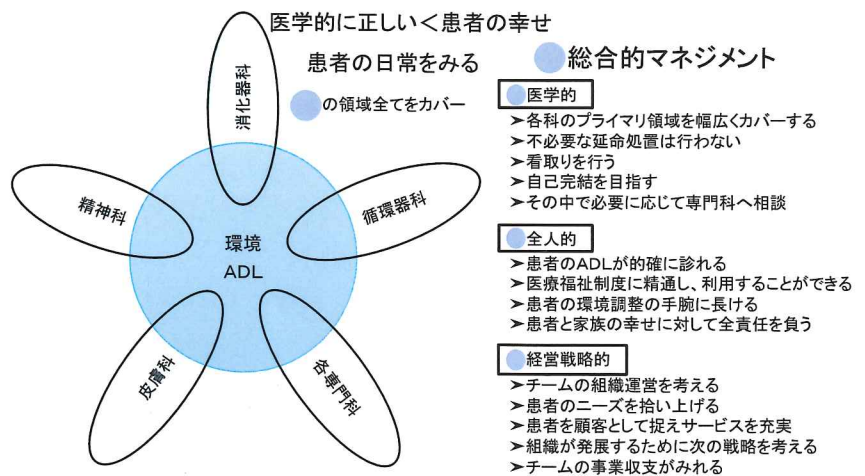 医学的に正しい＜患者の幸せ
患者の日常をみる
の領域全てをカバー
消化器科
精神科
循環器科
環境
ADL
皮膚科
各専門科
総合的マネジメント
医学的
➤各科のプライマリ領域を幅広くカバーする
➤不必要な延命処置は行わない
➤看取りを行う
➤自己完結を目指す
➤その中で必要に応じて専門科へ相談
全人的
➤患者のADLが的確に診れる
➤医療福祉制度に精通し、利用することができる
➤患者の環境調整の手腕に長ける
➤患者と家族の幸せに対して全責任を負う
経営戦略的
➤チームの組織運営を考える
➤患者のニーズを拾い上げる
➤患者を顧客として捉えサービスを充実
➤組織が発展するために次の戦略を考える
➤チームの事業収支がみれる